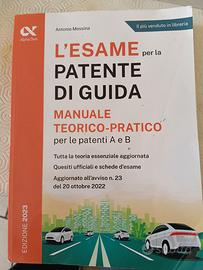 Alpha Test
Antonio Messina
Il più venduto in libreria
L'ESAME per la
PATENTE
DI GUIDA
MANUALE
TEORICO-PRATICO
per le patenti A e B
Tutta la teoria essenziale aggiornata
Quesiti ufficiali e schede d'esame
Aggiornato all'avviso n. 23
del 20 ottobre 2022
EDIZIONE 2023